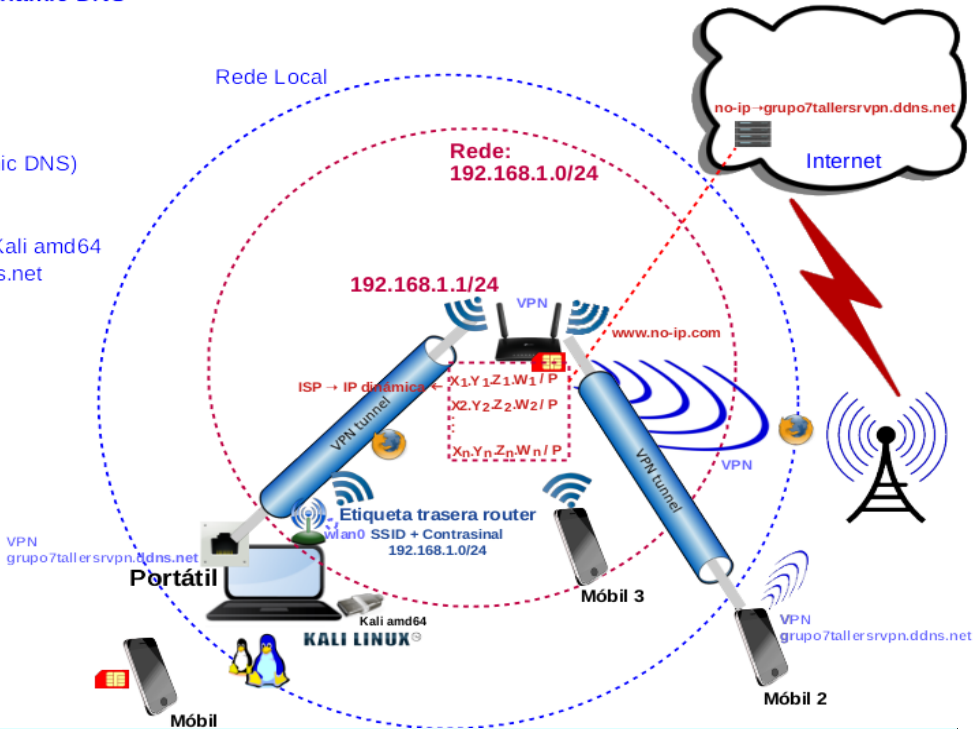 namic DNS
Rede Local
no-ip→grupo7tallersrvpn.ddns.net
Internet
Rede:
192.168.1.0/24
ic DNS)
Kali amd64
s.net
192.168.1.1/24
VPN
www.no-ip.com
ISP → IP dinámica ←
X1.Y1.Z1.W1 / P
X2.Y2.Z2.W2 / P
:
:
Xn.Yn.Zn.Wn / P
VPN tunnel
VPN tunnel
VPN
Etiqueta trasera router
wlan0 SSID + Contrasinal
192.168.1.0/24
VPN
grupo7tallersrvpn.ddns.net
Portátil
Kali amd64
KALI LINUX
Móbil 3
VPN
grupo7tallersrvpn.ddns.net
Móbil 2
Móbil